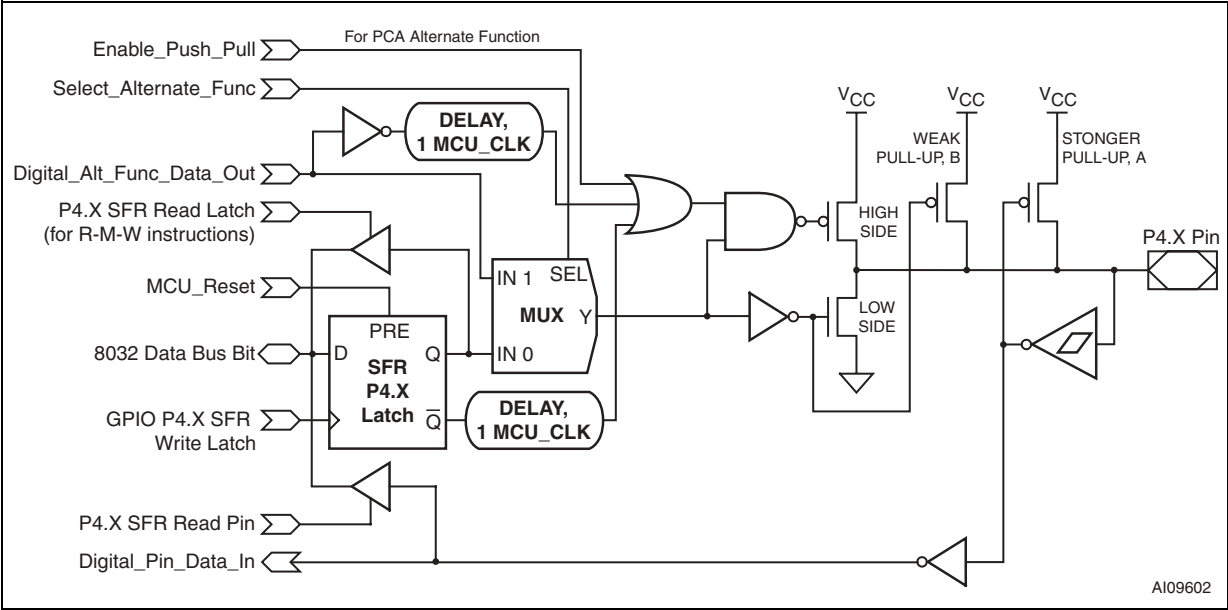 Enable_Push_Pull
For PCA Alternate Function
Select_Alternate_Func
DELAY,
1 MCU_CLK
Digital_Alt_Func_Data_Out
P4.X SFR Read Latch
(for R-M-W instructions)
MCU_Reset
8032 Data Bus Bit
GPIO P4.X SFR
Write Latch
P4.X SFR Read Pin
Digital_Pin_Data_In
PRE
D
Q
SFR
P4.X
Latch
Q
DELAY,
1 MCU_CLK
IN 1
SEL
MUX
Y
IN 0
VCC
HIGH
SIDE
LOW
SIDE
VCC
WEAK
PULL-UP, B
VCC
STONGER
PULL-UP, A
P4.X Pin
AI09602